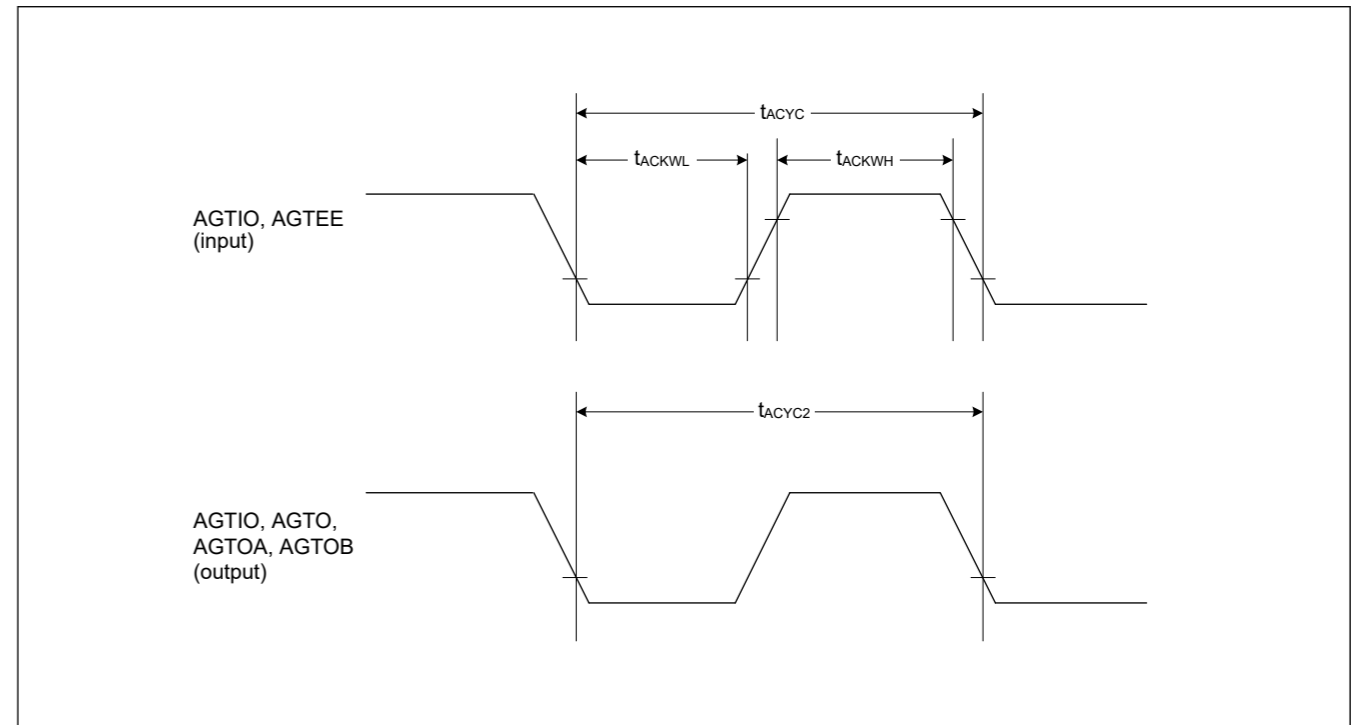 tACYC
tACKWL
tACKWH
AGTIO, AGTEE
(input)
tACYC2
AGTIO, AGTO,
AGTOA, AGTOB
(output)